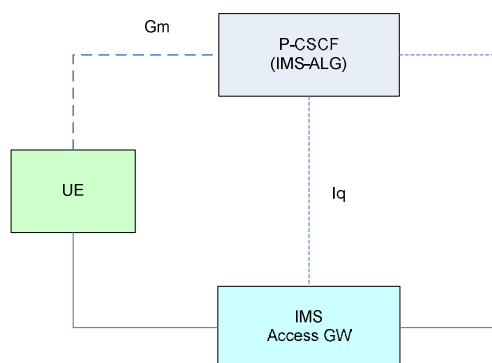 Gm
P-CSCF
(IMS-ALG)
UE
Iq
IMS
Access GW